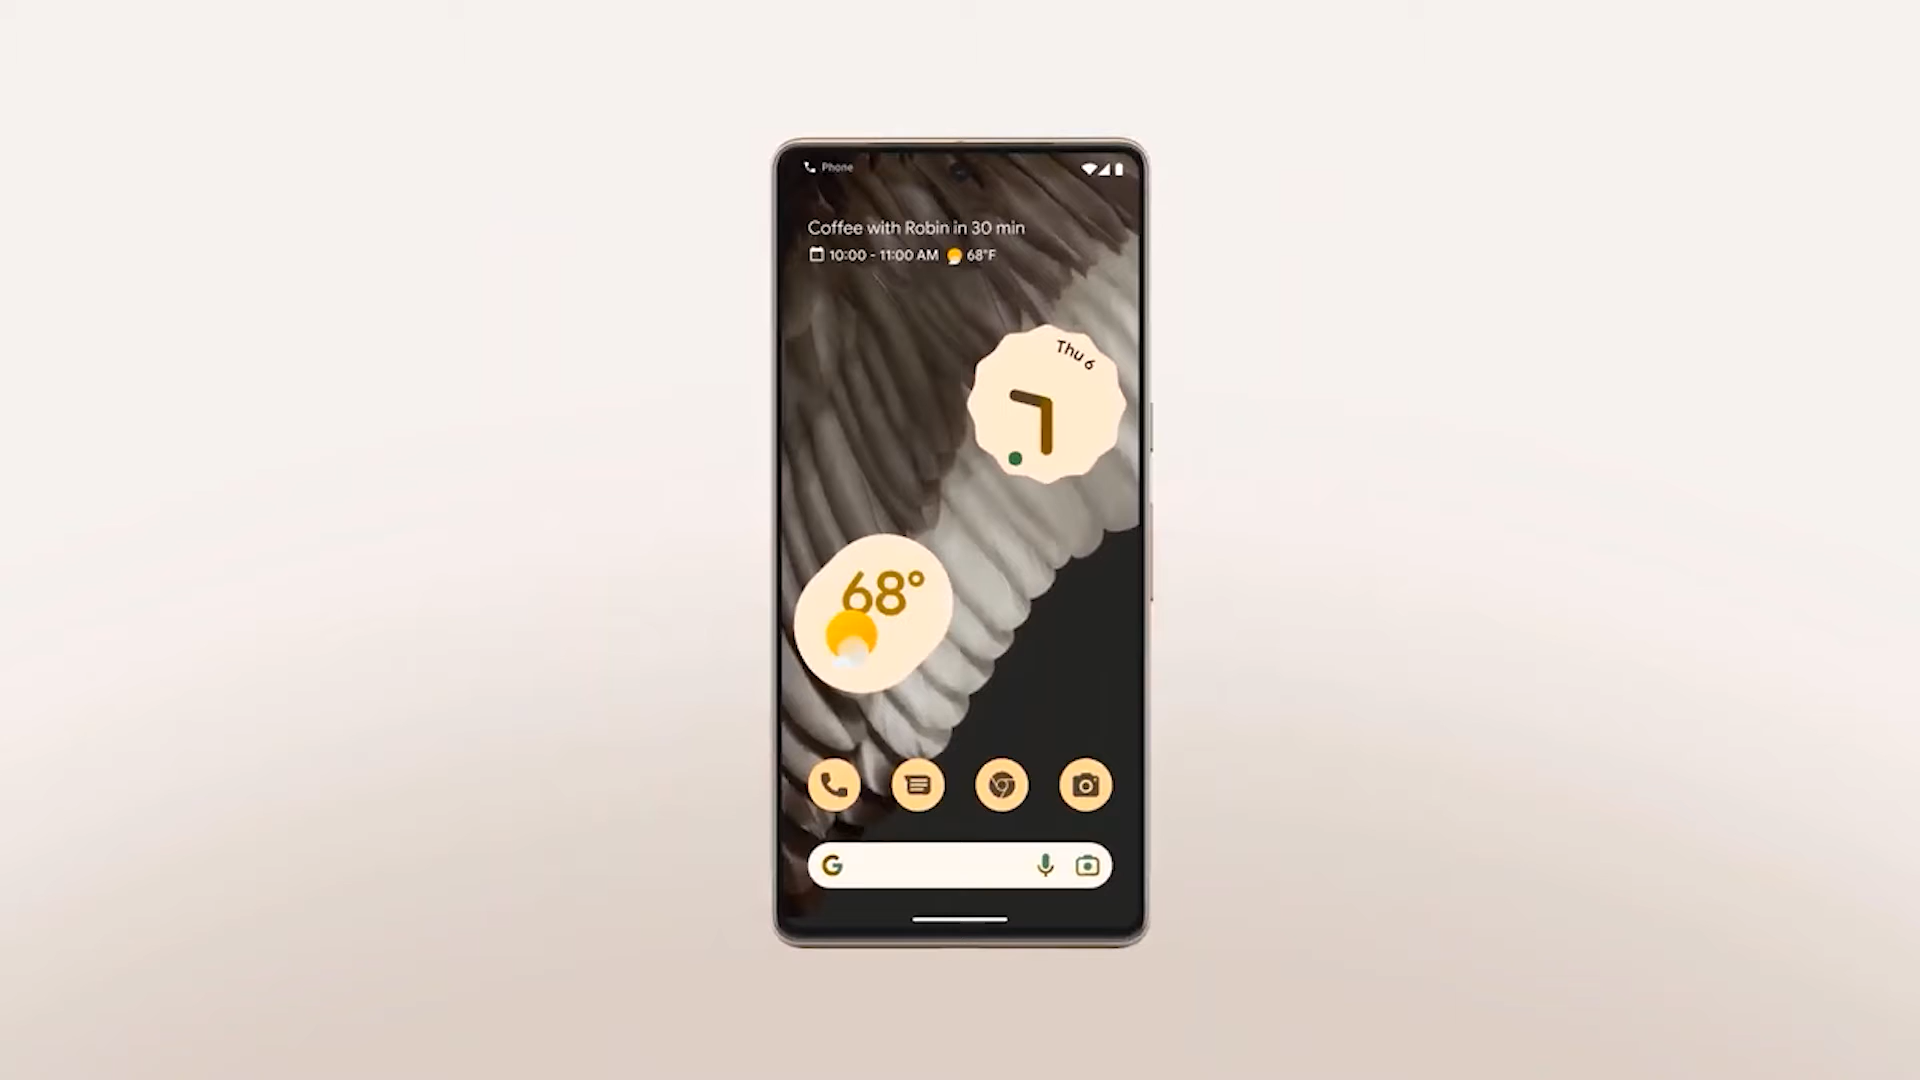 Phone
Coffee with Robin in 30 min
10:00 - 11:00 AM 68°F
Thu 6
68°
G